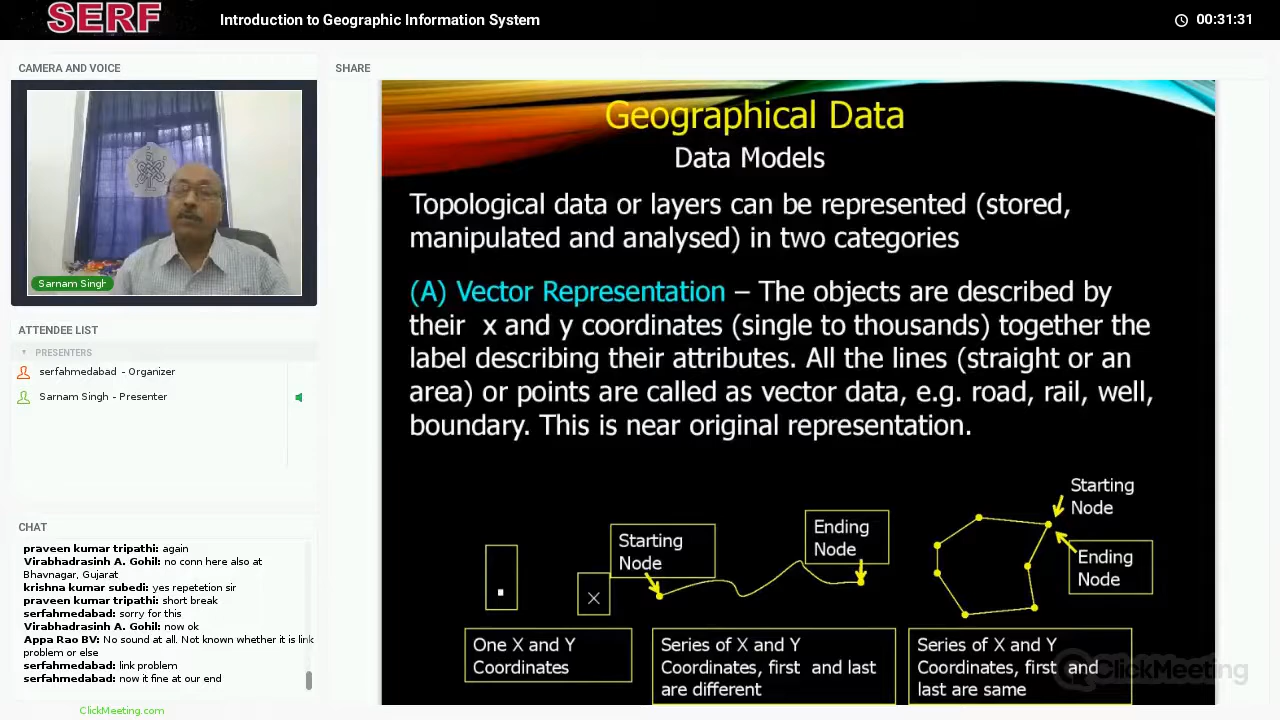 SERF
Introduction to Geographic Information System
00:31:31
CAMERA AND VOICE
Sarnam Singh
ATTENDEE LIST
PRESENTERS
serfahmedabad - Organizer
Sarnam Singh - Presenter
CHAT
praveen kumar tripathi: again
Virabhadrasinh A. Gohil: no conn here also at
Bhavnagar, Gujarat
krishna kumar subedi: yes repetetion sir
praveen kumar tripathi: short break
serfahmedabad: sorry for this
Virabhadrasinh A. Gohil: now ok
Appa Rao BV: No sound at all. Not known whether it is link
problem or else
serfahmedabad: link problem
serfahmedabad: now it fine at our end
ClickMeeting.com
SHARE
Geographical Data
Data Models
Topological data or layers can be represented (stored,
manipulated and analysed) in two categories
(A) Vector Representation – The objects are described by
their x and y coordinates (single to thousands) together the
label describing their attributes. All the lines (straight or an
area) or points are called as vector data, e.g. road, rail, well,
boundary. This is near original representation.
Starting
Node
Ending
Node
Starting
Node
Ending
Node
One X and Y
Coordinates
Series of X and Y
Coordinates, first and last
are different
Series of X and Y
Coordinates, first and
last are same
ClickMeeting